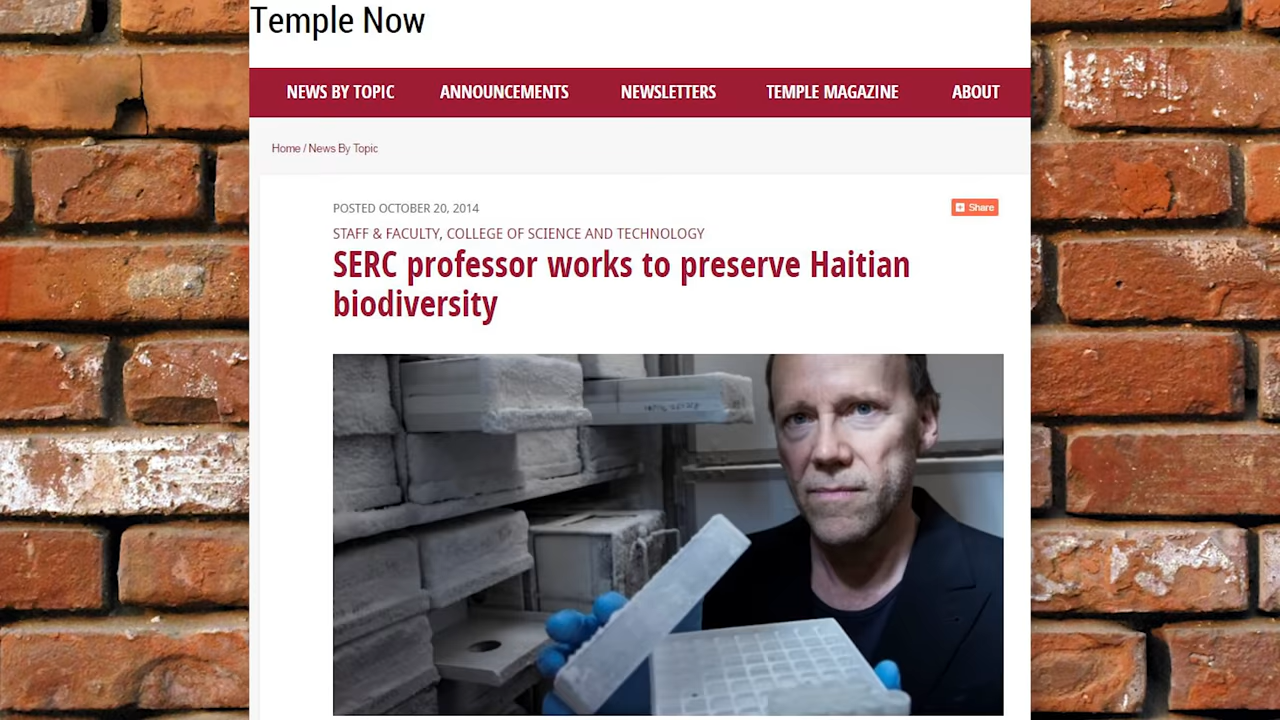 Temple Now
NEWS BY TOPIC ANNOUNCEMENTS NEWSLETTERS TEMPLE MAGAZINE ABOUT
Home / News By Topic
POSTED OCTOBER 20, 2014
Share
STAFF & FACULTY, COLLEGE OF SCIENCE AND TECHNOLOGY
SERC professor works to preserve Haitian
biodiversity